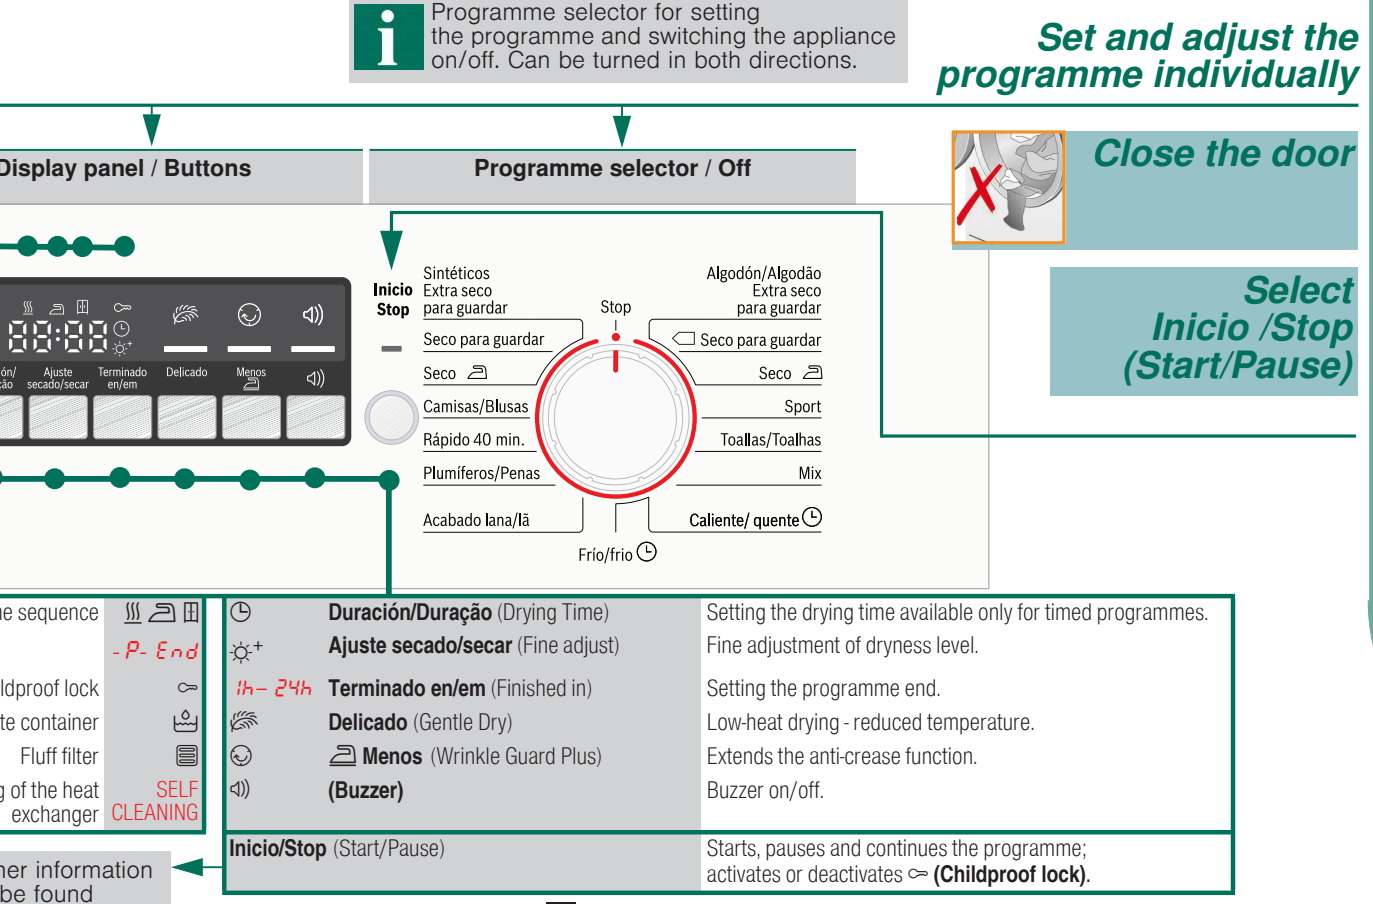 Programme selector for setting
the programme and switching the appliance
on/off. Can be turned in both directions.
Set and adjust the
programme individually
Display panel / Buttons
Programme selector / Off
Close the door
Select
Inicio /Stop
(Start/Pause)
Inicio
Stop
88:88
Ajuste
secado/secar
Terminado
en/em
Delicado
Menos
Sintéticos
Extra seco
para guardar
Seco para guardar
Seco
Camisas/Blusas
Rápido 40 min.
Plumíferos/Penas
Acabado lana/lã
Stop
Algodón/Algodão
Extra seco
para guardar
Seco para guardar
Seco
Sport
Toallas/Toalhas
Mix
Caliente/ quente
Frío/frio
sequence
-P- End
lock
container
Fluff filter
of the heat
exchanger
SELF
CLEANING
Duración/Duração (Drying Time)
Setting the drying time available only for timed programmes.
Ajuste secado/secar (Fine adjust)
Fine adjustment of dryness level.
1h– 24h Terminado en/em (Finished in)
Setting the programme end.
Delicado (Gentle Dry)
Low-heat drying - reduced temperature.
Menos (Wrinkle Guard Plus)
Extends the anti-crease function.
(Buzzer)
Buzzer on/off.
Inicio/Stop (Start/Pause)
Starts, pauses and continues the programme;
activates or deactivates (Childproof lock).
information
be found